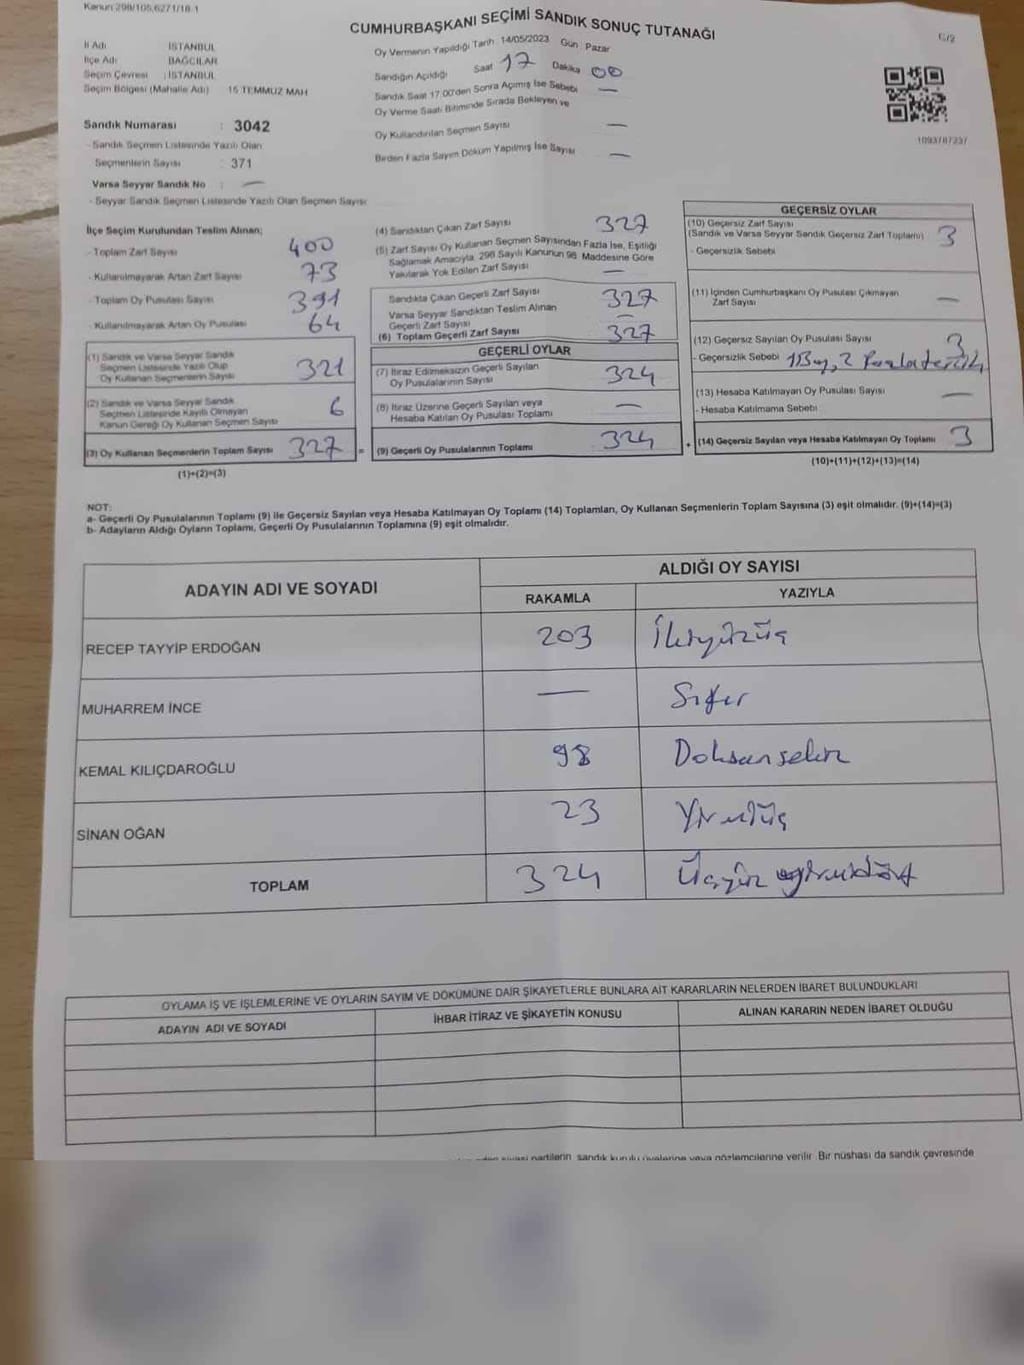 Kanun 298/105,6271/18-1
CUMHURBAŞKANI SEÇİMİ SANDIK SONUÇ TUTANAĞI
İl Adı İSTANBUL
İlçe Adı BAĞCILAR
Seçim Çevresi : İSTANBUL
Seçim Bölgesi (Mahalle Adı) 15 TEMMUZ MAH
Sandık Numarası : 3042
- Sandık Seçmen Listesinde Yazılı Olan
Seçmenlerin Sayısı : 371
Varsa Seyyar Sandık No : —
- Seyyar Sandık Seçmen Listesinde Yazılı Olan Seçmen Sayısı
Oy Vermenin Yapıldığı Tarih : 14/05/2023 Gün Pazar
Sandığın Açıldığı Saat 17 Dakika 00
Sandık Saat 17.00'den Sonra Açımış İse Sebebi —
Oy Verme Saati Bitiminde Sırada Bekleyen ve
Oy Kullandırılan Seçmen Sayısı —
Birden Fazla Sayım Döküm Yapılmış İse Sayısı —
1093787237
İlçe Seçim Kurulundan Teslim Alınan;
- Toplam Zarf Sayısı 400
- Kullanılmayarak Artan Zarf Sayısı 73
- Toplam Oy Pusulası Sayısı 391
- Kullanılmayarak Artan Oy Pusulası 64
(1) Sandık ve Varsa Seyyar Sandık
Seçmen Listesinde Yazılı Olup
Oy Kullanan Seçmenlerin Sayısı 321
(2) Sandık ve Varsa Seyyar Sandık
Seçmen Listesinde Kayıtlı Olmayan
Kanun Gereği Oy Kullanan Seçmen Sayısı 6
(3) Oy Kullanan Seçmenlerin Toplam Sayısı 327 =
(1)+(2)=(3)
(4) Sandıktan Çıkan Zarf Sayısı 327
(5) Zarf Sayısı Oy Kullanan Seçmen Sayısından Fazla İse, Eşitliği
Sağlamak Amacıyla, 298 Sayılı Kanunun 98. Maddesine Göre
Yakılarak Yok Edilen Zarf Sayısı —
Sandıkta Çıkan Geçerli Zarf Sayısı 327
Varsa Seyyar Sandıktan Teslim Alınan
Geçerli Zarf Sayısı —
(6) Toplam Geçerli Zarf Sayısı 327
GEÇERLİ OYLAR
(7) İtiraz Edilmeksizin Geçerli Sayılan
Oy Pusulalarının Sayısı 324
(8) İtiraz Üzerine Geçerli Sayılan veya
Hesaba Katılan Oy Pusulası Toplamı —
(9) Geçerli Oy Pusulalarının Toplamı 324 +
GEÇERSİZ OYLAR
(10) Geçersiz Zarf Sayısı
(Sandık ve Varsa Seyyar Sandık Geçersiz Zarf Toplamı) 3
- Geçersizlik Sebebi
(11) İçinden Cumhurbaşkanı Oy Pusulası Çıkmayan
Zarf Sayısı —
(12) Geçersiz Sayılan Oy Pusulası Sayısı 3
- Geçersizlik Sebebi 1 Boş, 2 Fazla tercih
(13) Hesaba Katılmayan Oy Pusulası Sayısı —
- Hesaba Katılmama Sebebi
(14) Geçersiz Sayılan veya Hesaba Katılmayan Oy Toplamı 3
(10)+(11)+(12)+(13)=(14)
NOT:
a- Geçerli Oy Pusulalarının Toplamı (9) ile Geçersiz Sayılan veya Hesaba Katılmayan Oy Toplamı (14) Toplamları, Oy Kullanan Seçmenlerin Toplam Sayısına (3) eşit olmalıdır. (9)+(14)=(3)
b- Adayların Aldığı Oyların Toplamı, Geçerli Oy Pusulalarının Toplamına (9) eşit olmalıdır.
ADAYIN ADI VE SOYADI ALDIĞI OY SAYISI
RAKAMLA YAZIYLA
RECEP TAYYİP ERDOĞAN 203 İkiyüzüç
MUHARREM İNCE — Sıfır
KEMAL KILIÇDAROĞLU 98 Doksansekiz
SİNAN OĞAN 23 Yirmiüç
TOPLAM 324 Üçyüz yirmidört
OYLAMA İŞ VE İŞLEMLERİNE VE OYLARIN SAYIM VE DÖKÜMÜNE DAİR ŞİKAYETLERLE BUNLARA AİT KARARLARIN NELERDEN İBARET BULUNDUKLARI
ADAYIN ADI VE SOYADI İHBAR İTİRAZ VE ŞİKAYETİN KONUSU ALINAN KARARIN NEDEN İBARET OLDUĞU
siyasi partilerin, sandık kurulu üyelerine veya gözlemcilerine verilir. Bir nüshası da sandık çevresinde